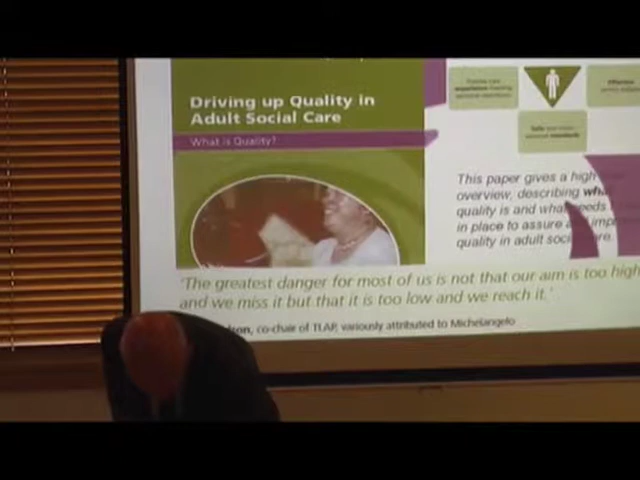 Driving up Quality in
Adult Social Care
What is Quality?
This paper gives a high
overview, describing what
quality is and what needs
in place to assure
quality in adult
'The greatest danger for most of us is not that our aim is too high
and we miss it but that it is too low and we reach it.'
co-chair of TLAP, variously attributed to Michelangelo